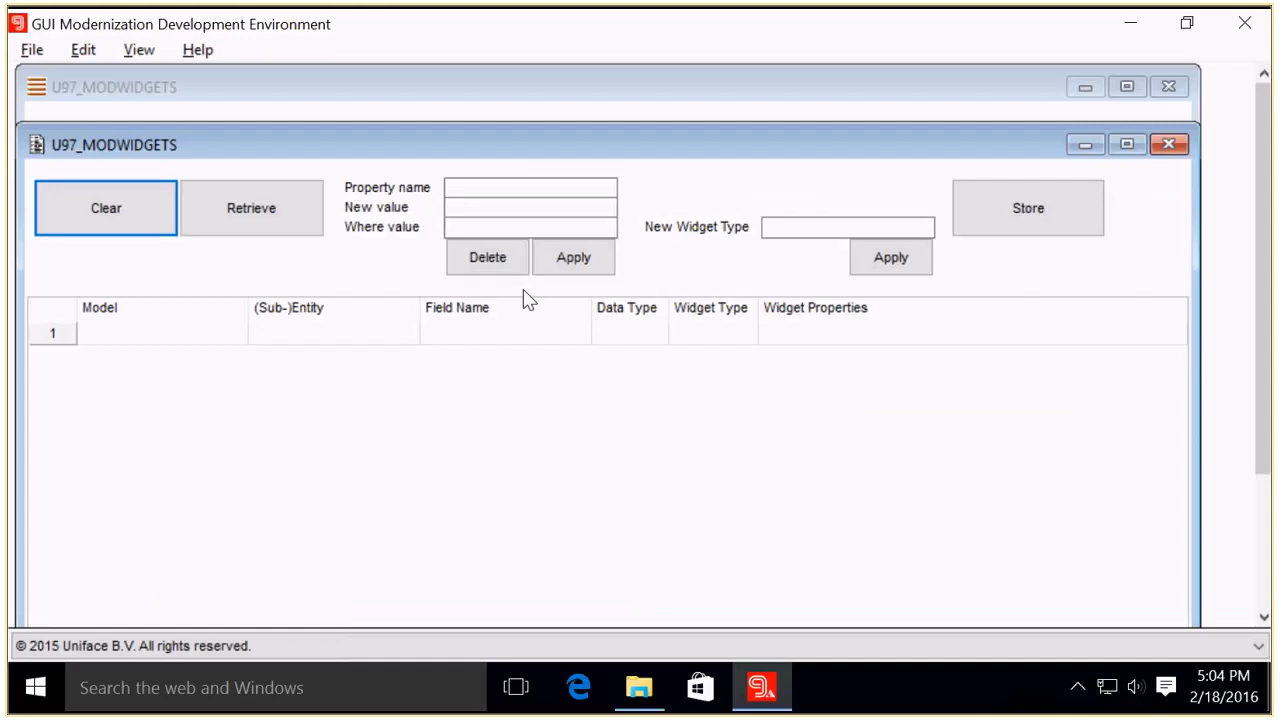 GUI Modernization Development Environment
File Edit View Help
U97_MODWIDGETS
U97_MODWIDGETS
Clear Retrieve
Property name
New value
Where value
Delete Apply
New Widget Type
Apply
Store
Model (Sub-)Entity Field Name Data Type Widget Type Widget Properties
1
© 2015 Uniface B.V. All rights reserved.
Search the web and Windows
5:04 PM
2/18/2016